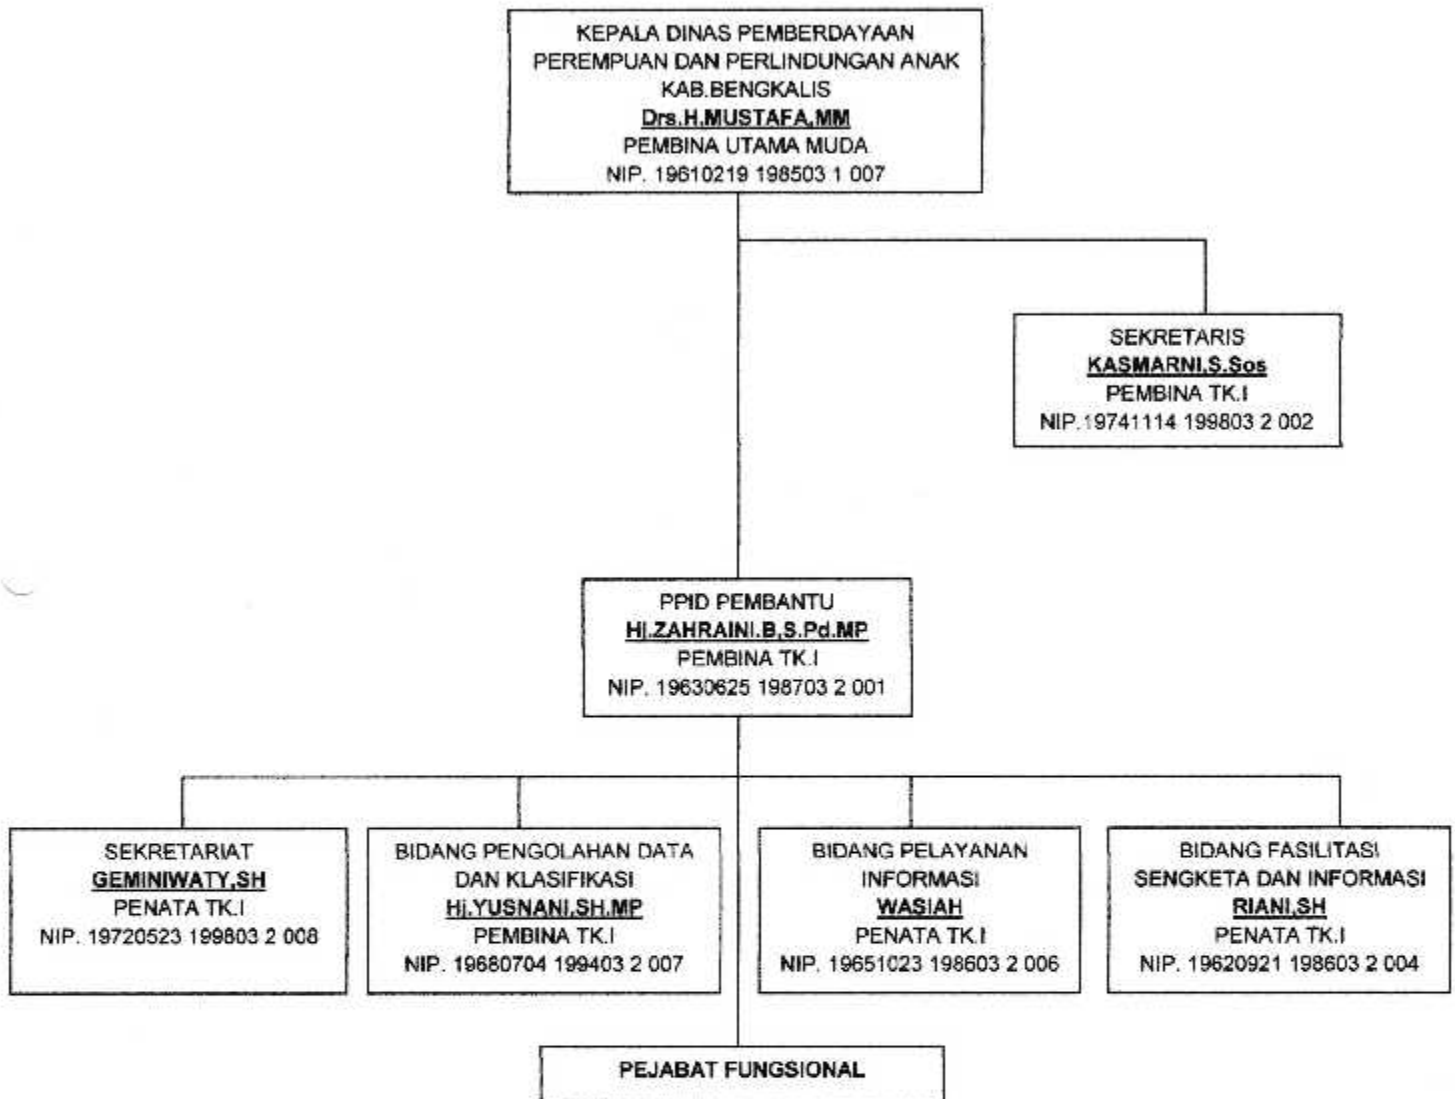 KEPALA DINAS PEMBERDAYAAN
PEREMPUAN DAN PERLINDUNGAN ANAK
KAB.BENGKALIS
Drs.H.MUSTAFA,MM
PEMBINA UTAMA MUDA
NIP. 19610219 198503 1 007
SEKRETARIS
KASMARNI,S.Sos
PEMBINA TK.I
NIP.19741114 199803 2 002
PPID PEMBANTU
Hj.ZAHRAINI.B,S.Pd.MP
PEMBINA TK.I
NIP. 19630625 198703 2 001
SEKRETARIAT
GEMINIWATY,SH
PENATA TK.I
NIP. 19720523 199803 2 008
BIDANG PENGOLAHAN DATA
DAN KLASIFIKASI
Hj.YUSNANI,SH.MP
PEMBINA TK.I
NIP. 19680704 199403 2 007
BIDANG PELAYANAN
INFORMASI
WASIAH
PENATA TK.I
NIP. 19651023 198603 2 006
BIDANG FASILITASI
SENGKETA DAN INFORMASI
RIANI,SH
PENATA TK.I
NIP. 19620921 198603 2 004
PEJABAT FUNGSIONAL